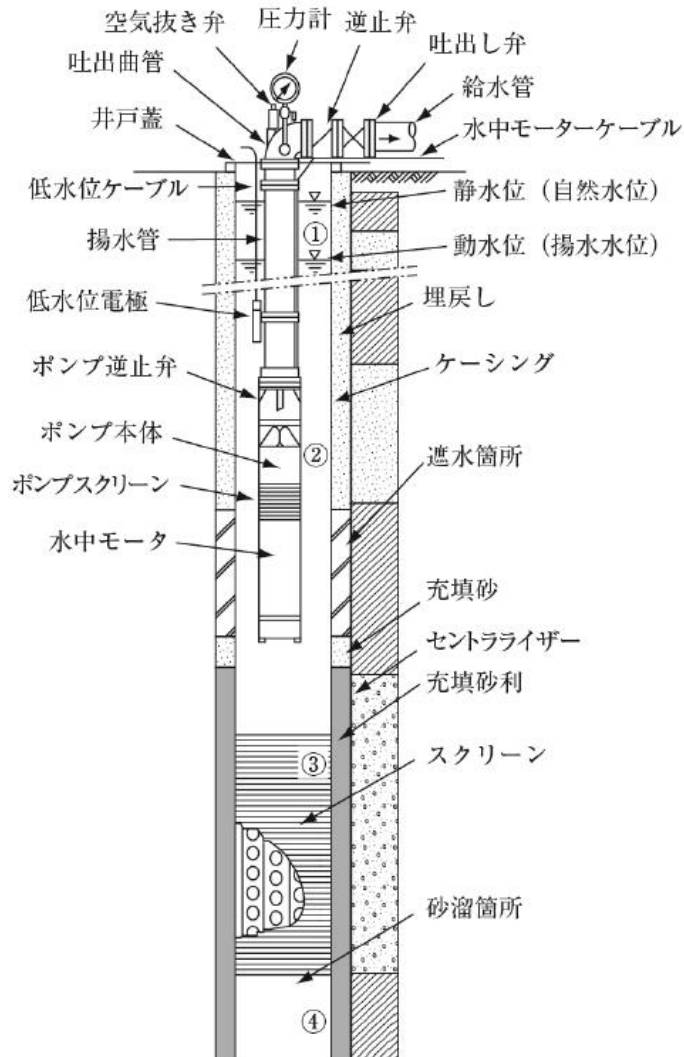 空気抜き弁
圧力計
逆止弁
吐出し弁
吐出曲管
給水管
井戸蓋
水中モーターケーブル
低水位ケーブル
静水位（自然水位）
揚水管
①
動水位（揚水水位）
低水位電極
埋戻し
ポンプ逆止弁
ケーシング
ポンプ本体
②
遮水箇所
ポンプスクリーン
水中モータ
充填砂
セントラライザー
充填砂利
③
スクリーン
砂溜箇所
④